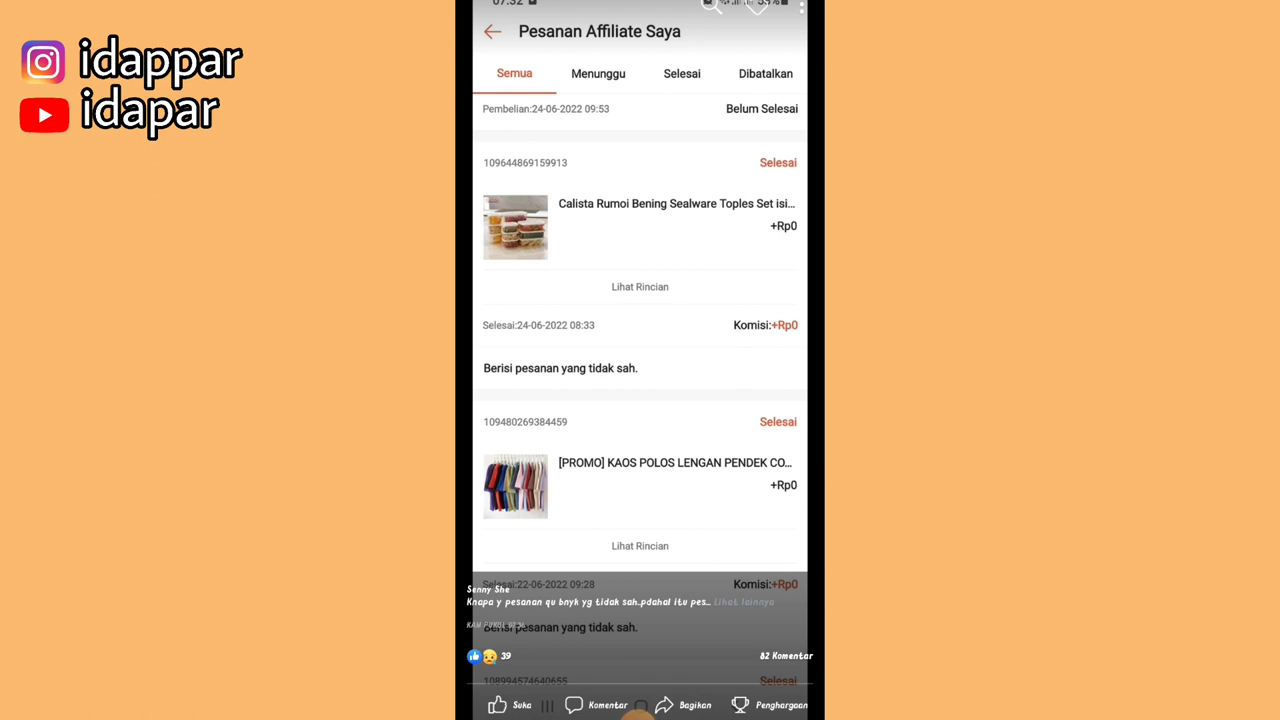 idappar
idapar
07:32
Pesanan Affiliate Saya
Semua Menunggu Selesai Dibatalkan
Pembelian:24-06-2022 09:53 Belum Selesai
109644869159913 Selesai
Calista Rumoi Bening Sealware Toples Set isi...
+Rp0
Lihat Rincian
Selesai:24-06-2022 08:33 Komisi:+Rp0
Berisi pesanan yang tidak sah.
109480269384459 Selesai
[PROMO] KAOS POLOS LENGAN PENDEK CO...
+Rp0
Lihat Rincian
Selesai:22-06-2022 09:28 Komisi:+Rp0
Senny She
Knapa y pesanan qu bnyk yg tidak sah..pdahal itu pes... Lihat lainnya
Berisi pesanan yang tidak sah.
39 82 Komentar
108994574640655 Selesai
Suka Komentar Bagikan Penghargaan